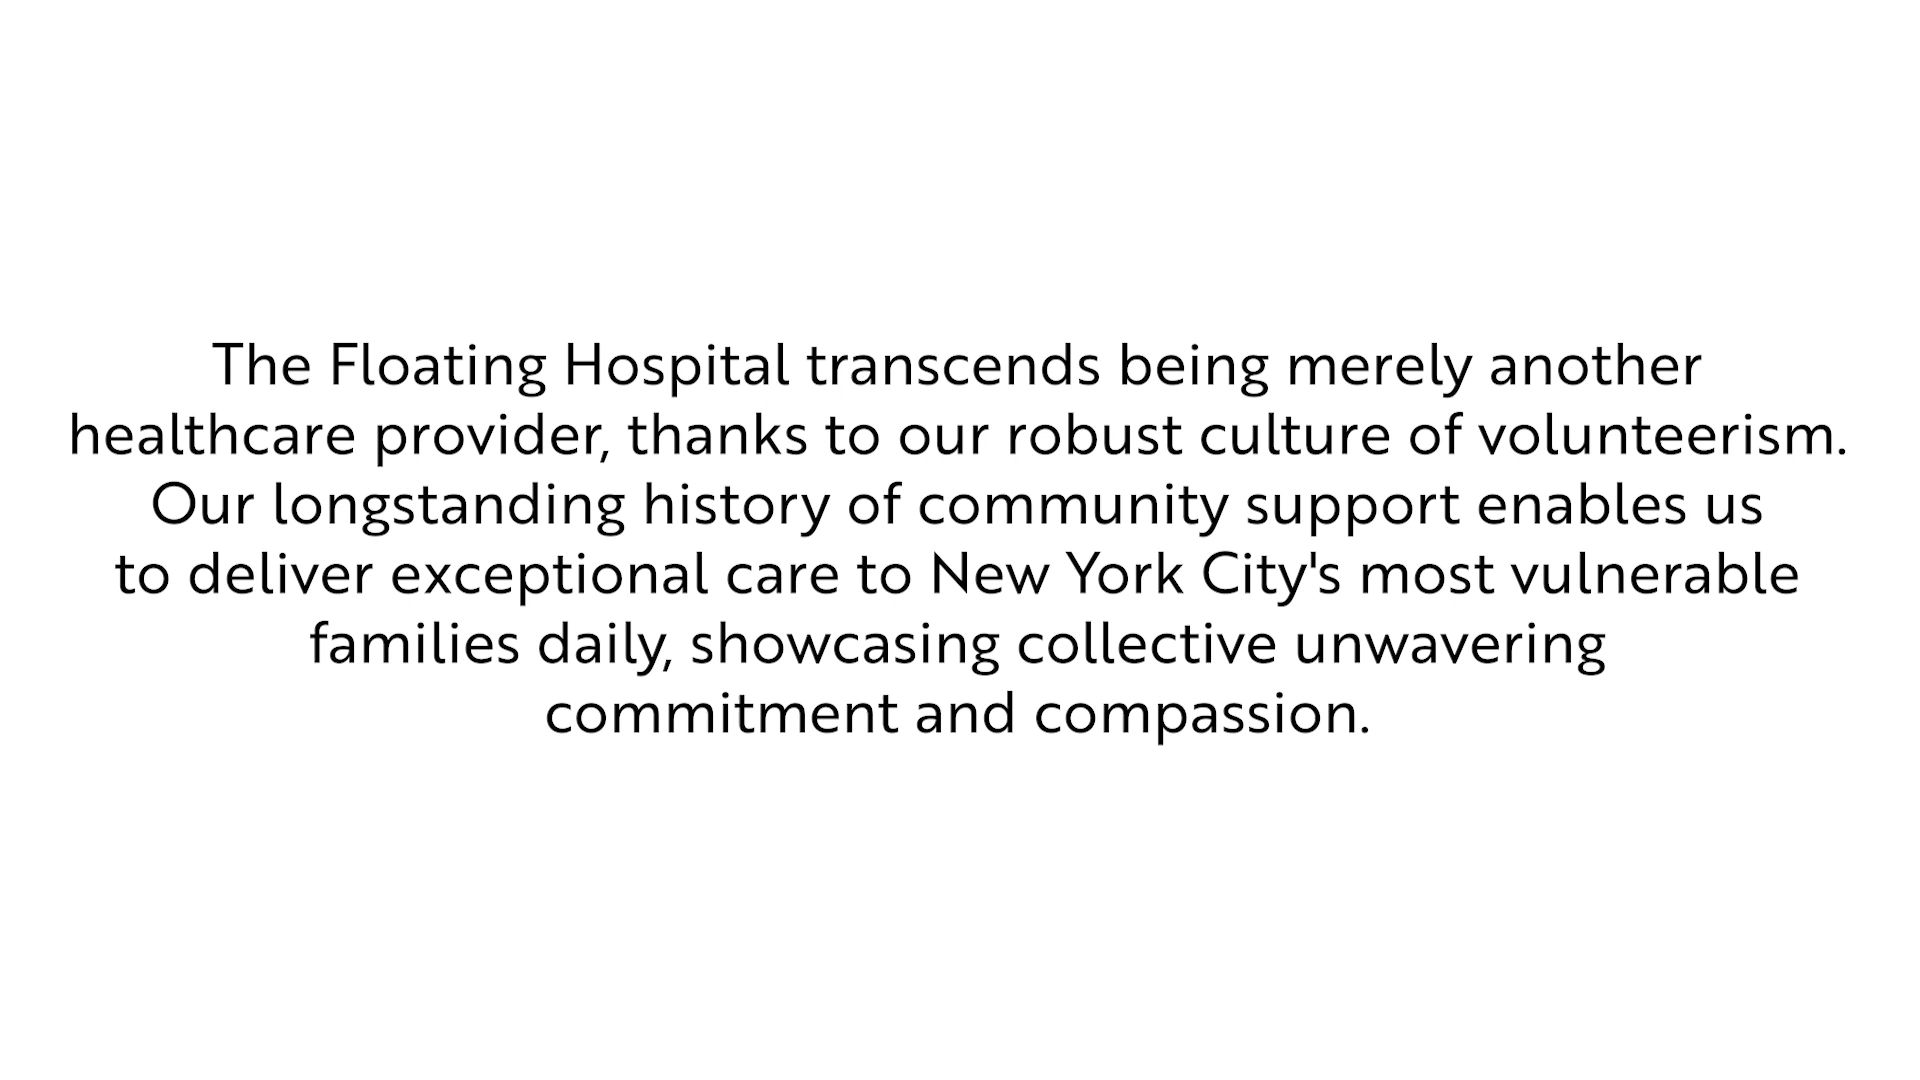 The Floating Hospital transcends being merely another
healthcare provider, thanks to our robust culture of volunteerism.
Our longstanding history of community support enables us
to deliver exceptional care to New York City's most vulnerable
families daily, showcasing collective unwavering
commitment and compassion.